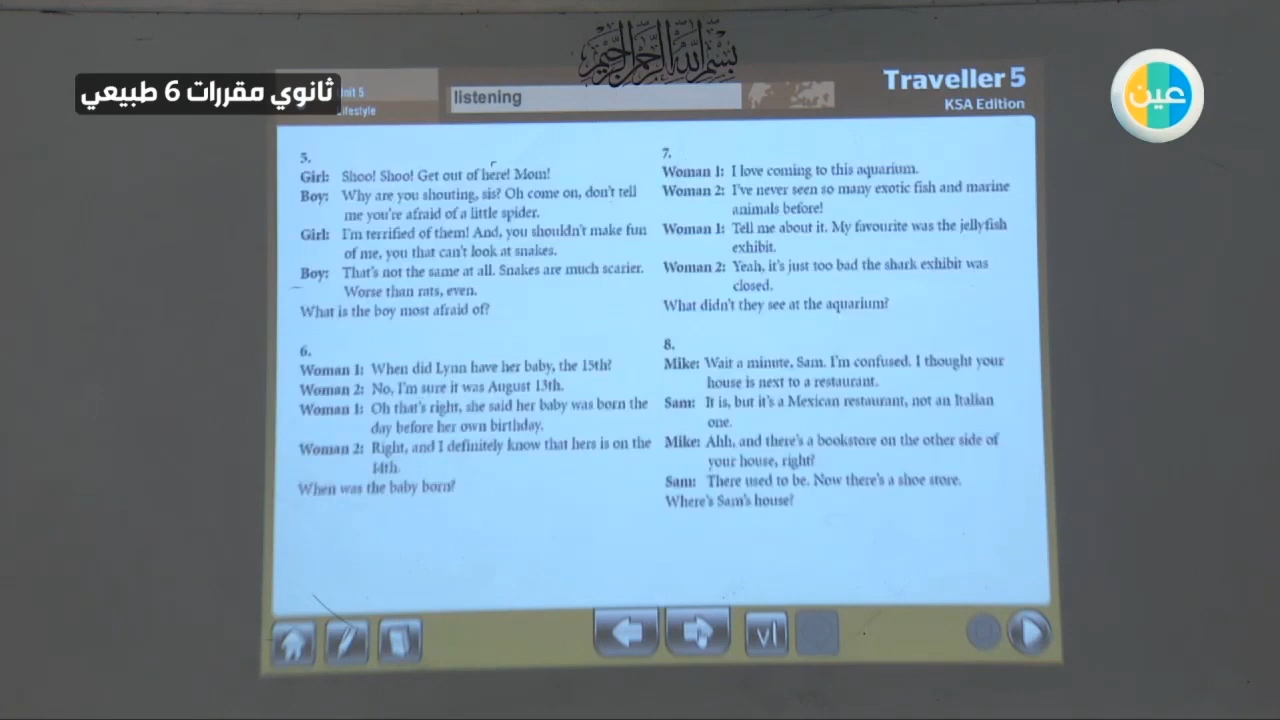 بسم الله الرحمن الرحيم
ثانوي مقررات 6 طبيعي
عين
Unit 5
Lifestyle
listening
Traveller 5
KSA Edition
5.
Girl: Shoo! Shoo! Get out of here! Mom!
Boy: Why are you shouting, sis? Oh come on, don't tell
me you're afraid of a little spider.
Girl: I'm terrified of them! And, you shouldn't make fun
of me, you that can't look at snakes.
Boy: That's not the same at all. Snakes are much scarier.
Worse than rats, even.
What is the boy most afraid of?
6.
Woman 1: When did Lynn have her baby, the 15th?
Woman 2: No, I'm sure it was August 13th.
Woman 1: Oh that's right, she said her baby was born the
day before her own birthday.
Woman 2: Right, and I definitely know that hers is on the
14th.
When was the baby born?
7.
Woman 1: I love coming to this aquarium.
Woman 2: I've never seen so many exotic fish and marine
animals before!
Woman 1: Tell me about it. My favourite was the jellyfish
exhibit.
Woman 2: Yeah, it's just too bad the shark exhibit was
closed.
What didn't they see at the aquarium?
8.
Mike: Wait a minute, Sam. I'm confused. I thought your
house is next to a restaurant.
Sam: It is, but it's a Mexican restaurant, not an Italian
one.
Mike: Ahh, and there's a bookstore on the other side of
your house, right?
Sam: There used to be. Now there's a shoe store.
Where's Sam's house?